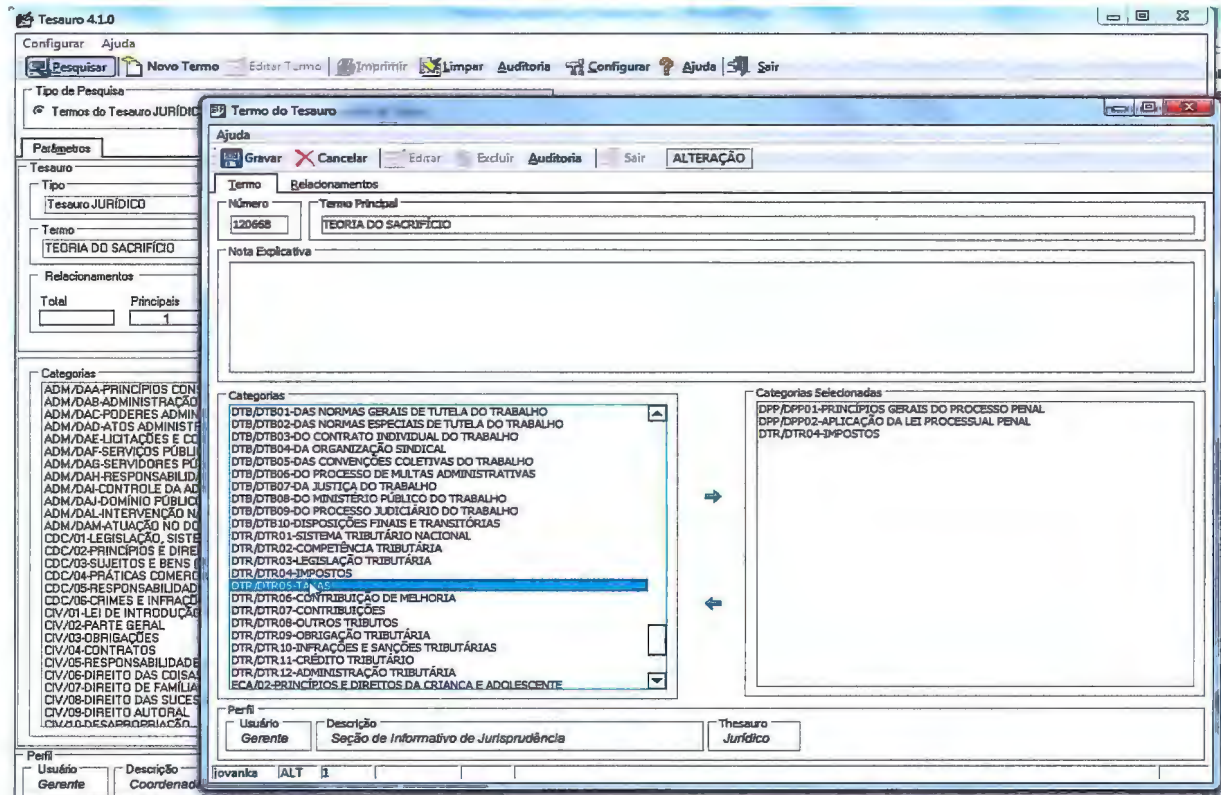 Tesauro 4.1.0
Configurar Ajuda
Pesquisar Novo Termo Editar Termo Imprimir Limpar Auditoria Configurar Ajuda Sair
Tipo de Pesquisa
Termos do Tesauro JURÍDIC
Parâmetros
Tesauro
Tipo
Tesauro JURÍDICO
Termo
TEORIA DO SACRIFÍCIO
Relacionamentos
Total Principais
1
Categorias
ADM/DAA-PRINCÍPIOS CONS
ADM/DAB-ADMINISTRAÇÃO
ADM/DAC-PODERES ADMIN
ADM/DAD-ATOS ADMINISTR
ADM/DAE-LICITAÇÕES E CO
ADM/DAF-SERVIÇOS PÚBLI
ADM/DAG-SERVIDORES PÚ
ADM/DAH-RESPONSABILIDA
ADM/DAI-CONTROLE DA AD
ADM/DAJ-DOMÍNIO PÚBLICO
ADM/DAL-INTERVENÇÃO NA
ADM/DAM-ATUAÇÃO NO DO
CDC/01-LEGISLAÇÃO, SISTE
CDC/02-PRINCÍPIOS E DIRE
CDC/03-SUJEITOS E BENS
CDC/04-PRÁTICAS COMERC
CDC/05-RESPONSABILIDAD
CDC/06-CRIMES E INFRAÇÕ
CIV/01-LEI DE INTRODUÇÃO
CIV/02-PARTE GERAL
CIV/03-OBRIGAÇÕES
CIV/04-CONTRATOS
CIV/05-RESPONSABILIDADE
CIV/06-DIREITO DAS COISAS
CIV/07-DIREITO DE FAMÍLIA
CIV/08-DIREITO DAS SUCES
CIV/09-DIREITO AUTORAL
CIV/10-DESAPROPRIAÇÃO
Perfil
Usuário Descrição
Gerente Coordenad
Termo do Tesauro
Ajuda
Gravar Cancelar Editar Excluir Auditoria Sair ALTERAÇÃO
Termo Relacionamentos
Número Termo Principal
120668 TEORIA DO SACRIFÍCIO
Nota Explicativa
Categorias
DTB/DTB01-DAS NORMAS GERAIS DE TUTELA DO TRABALHO
DTB/DTB02-DAS NORMAS ESPECIAIS DE TUTELA DO TRABALHO
DTB/DTB03-DO CONTRATO INDIVIDUAL DO TRABALHO
DTB/DTB04-DA ORGANIZAÇÃO SINDICAL
DTB/DTB05-DAS CONVENÇÕES COLETIVAS DO TRABALHO
DTB/DTB06-DO PROCESSO DE MULTAS ADMINISTRATIVAS
DTB/DTB07-DA JUSTIÇA DO TRABALHO
DTB/DTB08-DO MINISTÉRIO PÚBLICO DO TRABALHO
DTB/DTB09-DO PROCESSO JUDICIÁRIO DO TRABALHO
DTB/DTB10-DISPOSIÇÕES FINAIS E TRANSITÓRIAS
DTR/DTR01-SISTEMA TRIBUTÁRIO NACIONAL
DTR/DTR02-COMPETÊNCIA TRIBUTÁRIA
DTR/DTR03-LEGISLAÇÃO TRIBUTÁRIA
DTR/DTR04-IMPOSTOS
DTR/DTR05-TAXAS
DTR/DTR06-CONTRIBUIÇÃO DE MELHORIA
DTR/DTR07-CONTRIBUIÇÕES
DTR/DTR08-OUTROS TRIBUTOS
DTR/DTR09-OBRIGAÇÃO TRIBUTÁRIA
DTR/DTR10-INFRAÇÕES E SANÇÕES TRIBUTÁRIAS
DTR/DTR11-CRÉDITO TRIBUTÁRIO
DTR/DTR12-ADMINISTRAÇÃO TRIBUTÁRIA
ECA/02-PRINCÍPIOS E DIREITOS DA CRIANCA E ADOLESCENTE
Categorias Selecionadas
DPP/DPP01-PRINCÍPIOS GERAIS DO PROCESSO PENAL
DPP/DPP02-APLICAÇÃO DA LEI PROCESSUAL PENAL
DTR/DTR04-IMPOSTOS
Perfil
Usuário Descrição Thesauro
Gerente Seção de Informativo de Jurisprudência Jurídico
jovanka ALT 1